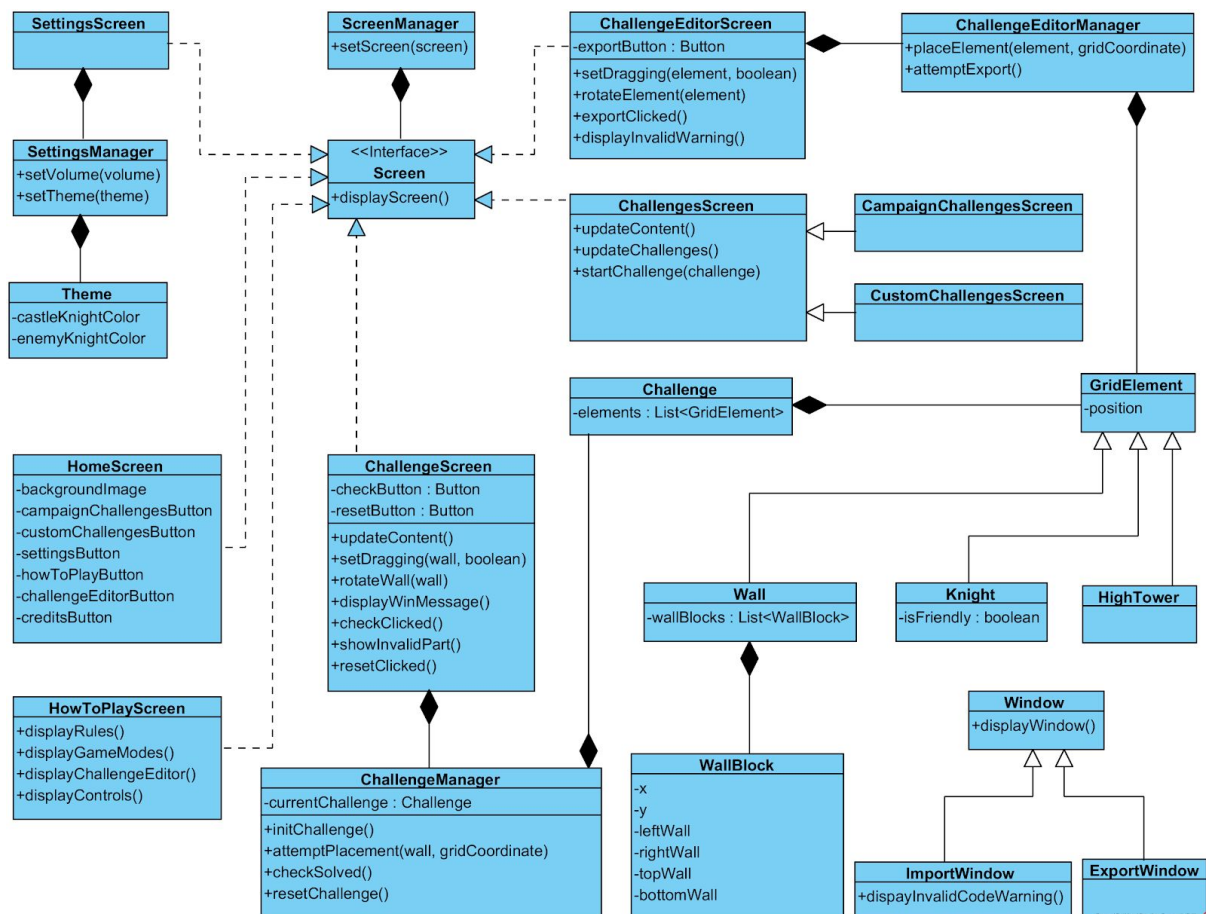 SettingsScreen
ScreenManager
+setScreen(screen)
ChallengeEditorScreen
-exportButton : Button
+setDragging(element, boolean)
+rotateElement(element)
+exportClicked()
+displayInvalidWarning()
ChallengeEditorManager
+placeElement(element, gridCoordinate)
+attemptExport()
SettingsManager
+setVolume(volume)
+setTheme(theme)
<<Interface>>
Screen
+displayScreen()
ChallengesScreen
+updateContent()
+updateChallenges()
+startChallenge(challenge)
CampaignChallengesScreen
CustomChallengesScreen
Theme
-castleKnightColor
-enemyKnightColor
Challenge
-elements : List<GridElement>
GridElement
-position
HomeScreen
-backgroundImage
-campaignChallengesButton
-customChallengesButton
-settingsButton
-howToPlayButton
-challengeEditorButton
-creditsButton
ChallengeScreen
-checkButton : Button
-resetButton : Button
+updateContent()
+setDragging(wall, boolean)
+rotateWall(wall)
+displayWinMessage()
+checkClicked()
+showInvalidPart()
+resetClicked()
Wall
-wallBlocks : List<WallBlock>
Knight
-isFriendly : boolean
HighTower
HowToPlayScreen
+displayRules()
+displayGameModes()
+displayChallengeEditor()
+displayControls()
ChallengeManager
-currentChallenge : Challenge
+initChallenge()
+attemptPlacement(wall, gridCoordinate)
+checkSolved()
+resetChallenge()
WallBlock
-x
-y
-leftWall
-rightWall
-topWall
-bottomWall
Window
+displayWindow()
ImportWindow
+dispayInvalidCodeWarning()
ExportWindow